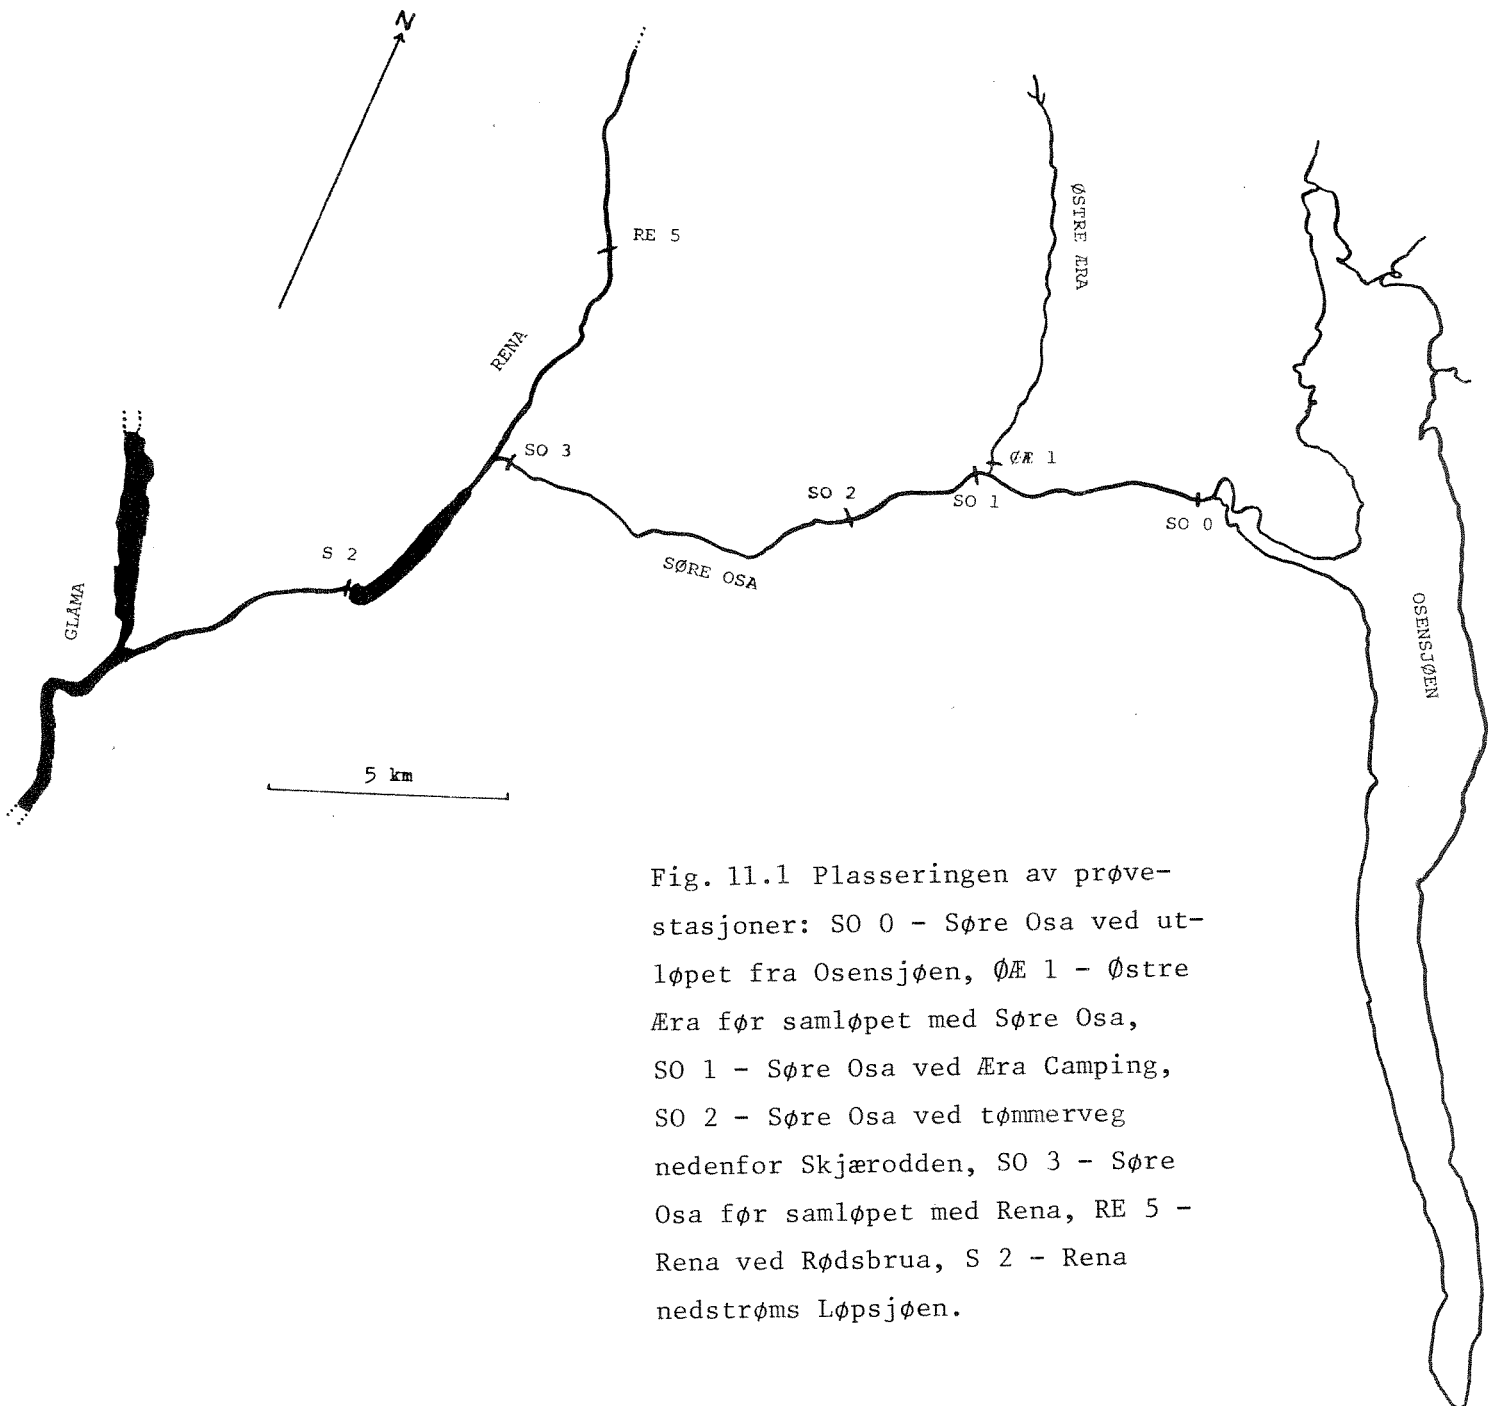 N
RE 5
ØSTRE ÆRA
RENA
SO 3
ØÆ 1
SO 2
SO 1
SO 0
S 2
SØRE OSA
GLÅMA
OSENSJØEN
5 km
Fig. 11.1 Plasseringen av prøve-
stasjoner: SO 0 - Søre Osa ved ut-
løpet fra Osensjøen, ØÆ 1 - Østre
Æra før samløpet med Søre Osa,
SO 1 - Søre Osa ved Æra Camping,
SO 2 - Søre Osa ved tømmerveg
nedenfor Skjærodden, SO 3 - Søre
Osa før samløpet med Rena, RE 5 -
Rena ved Rødsbrua, S 2 - Rena
nedstrøms Løpsjøen.